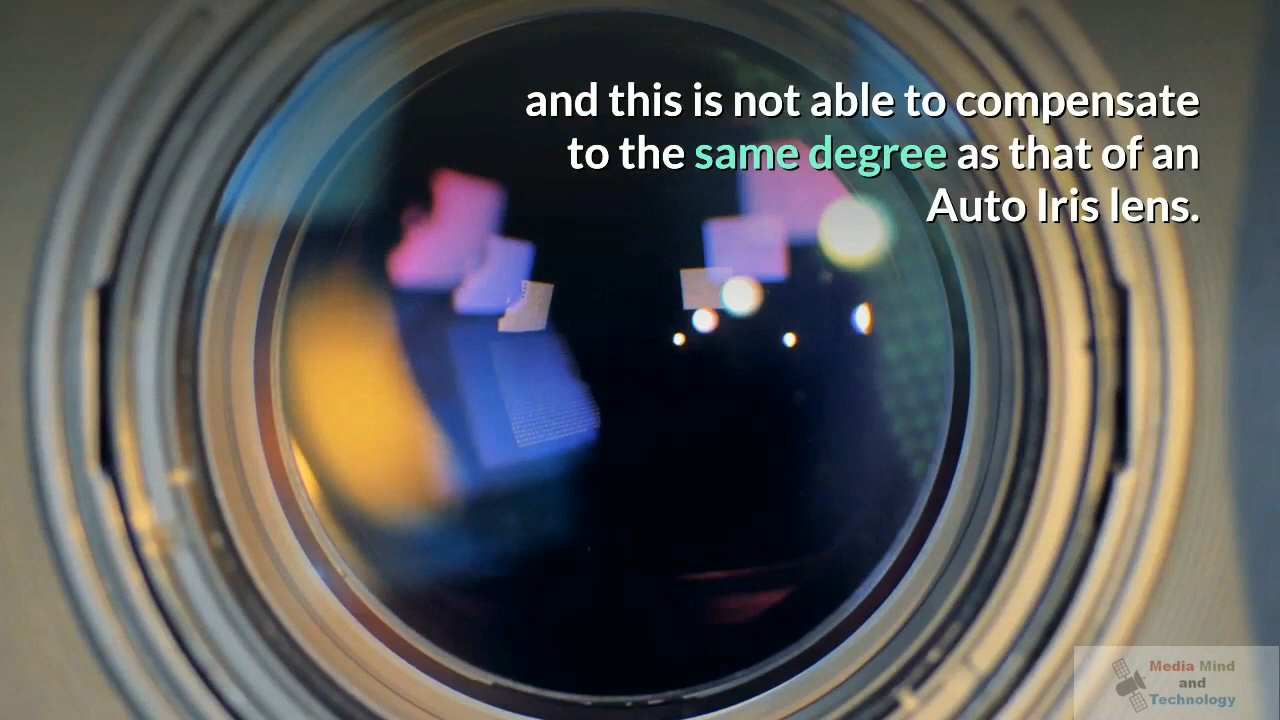 and this is not able to compensate
to the same degree as that of an
Auto Iris lens.
Media Mind
and
Technology